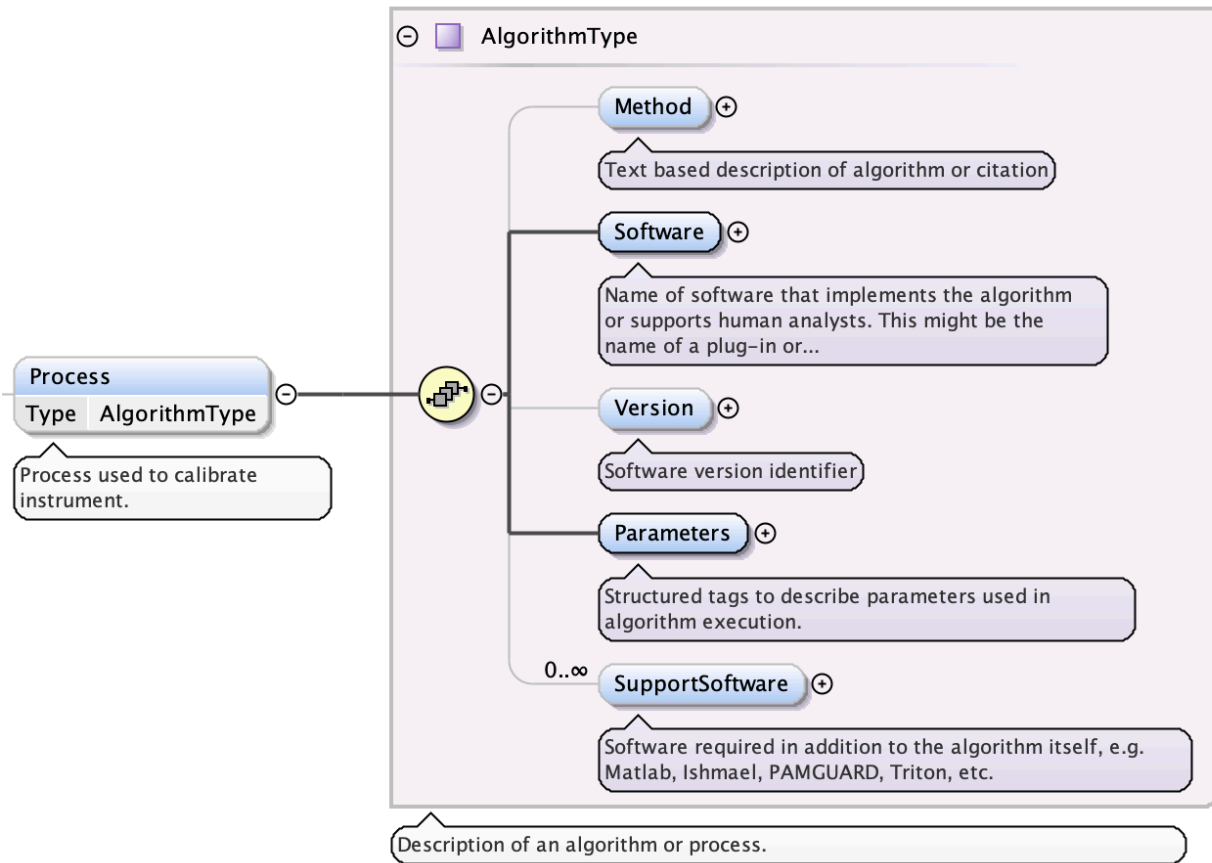 AlgorithmType
Method
Text based description of algorithm or citation
Software
Name of software that implements the algorithm
or supports human analysts. This might be the
name of a plug-in or...
Process
Type AlgorithmType
Process used to calibrate
instrument.
Version
Software version identifier
Parameters
Structured tags to describe parameters used in
algorithm execution.
0..∞
SupportSoftware
Software required in addition to the algorithm itself, e.g.
Matlab, Ishmael, PAMGUARD, Triton, etc.
Description of an algorithm or process.